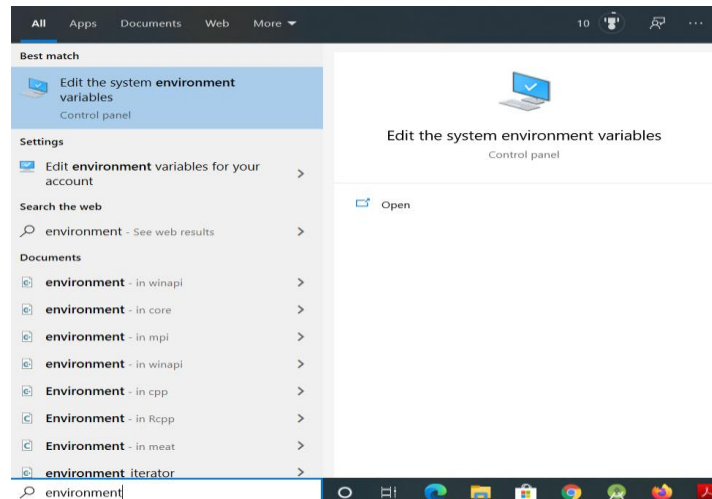 All Apps Documents Web More 10
Best match
Edit the system environment
variables
Control panel
Settings
Edit environment variables for your
account
Search the web
environment - See web results
Documents
environment - in winapi
environment - in core
environment - in mpi
environment - in winapi
Environment - in cpp
Environment - in Rcpp
Environment - in meat
environment iterator
environment
Edit the system environment variables
Control panel
Open